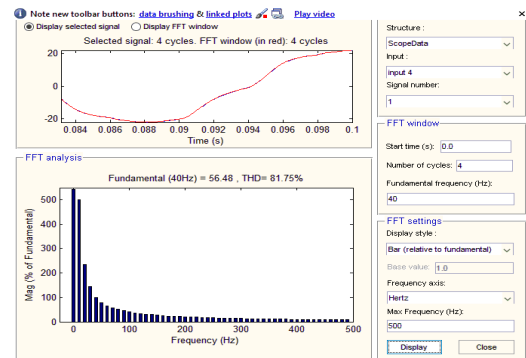 Note new toolbar buttons: data brushing & linked plots Play video
Display selected signal Display FFT window
Selected signal: 4 cycles. FFT window (in red): 4 cycles
20
0
-20
0.084 0.086 0.088 0.09 0.092 0.094 0.096 0.098 0.1
Time (s)
FFT analysis
Fundamental (40Hz) = 56.48 , THD= 81.75%
Mag (% of Fundamental)
500
400
300
200
100
0
0 100 200 300 400 500
Frequency (Hz)
Structure :
ScopeData
Input :
input 4
Signal number:
1
FFT window
Start time (s): 0.0
Number of cycles: 4
Fundamental frequency (Hz):
40
FFT settings
Display style :
Bar (relative to fundamental)
Base value: 1.0
Frequency axis:
Hertz
Max Frequency (Hz):
500
Display Close